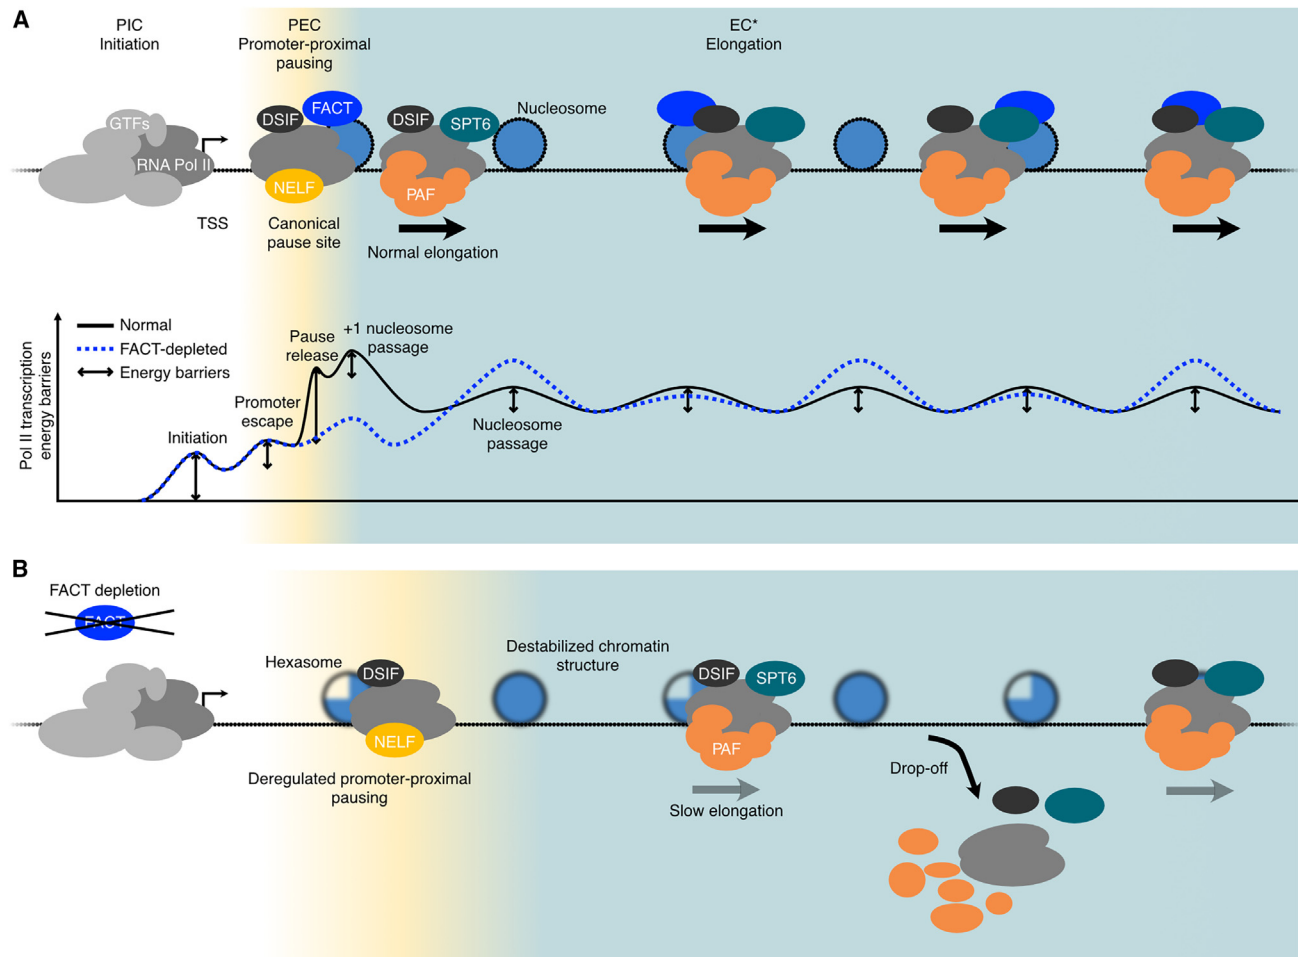 A
PIC
Initiation
PEC
Promoter-proximal
pausing
EC*
Elongation
GTFs
RNA Pol II
DSIF
FACT
NELF
DSIF
SPT6
PAF
Nucleosome
TSS
Canonical
pause site
Normal elongation
Pol II transcription
energy barriers
Normal
FACT-depleted
Energy barriers
Initiation
Promoter
escape
Pause
release
+1 nucleosome
passage
Nucleosome
passage
B
FACT depletion
FACT
Hexasome
DSIF
NELF
Deregulated promoter-proximal
pausing
Destabilized chromatin
structure
DSIF
SPT6
PAF
Slow elongation
Drop-off